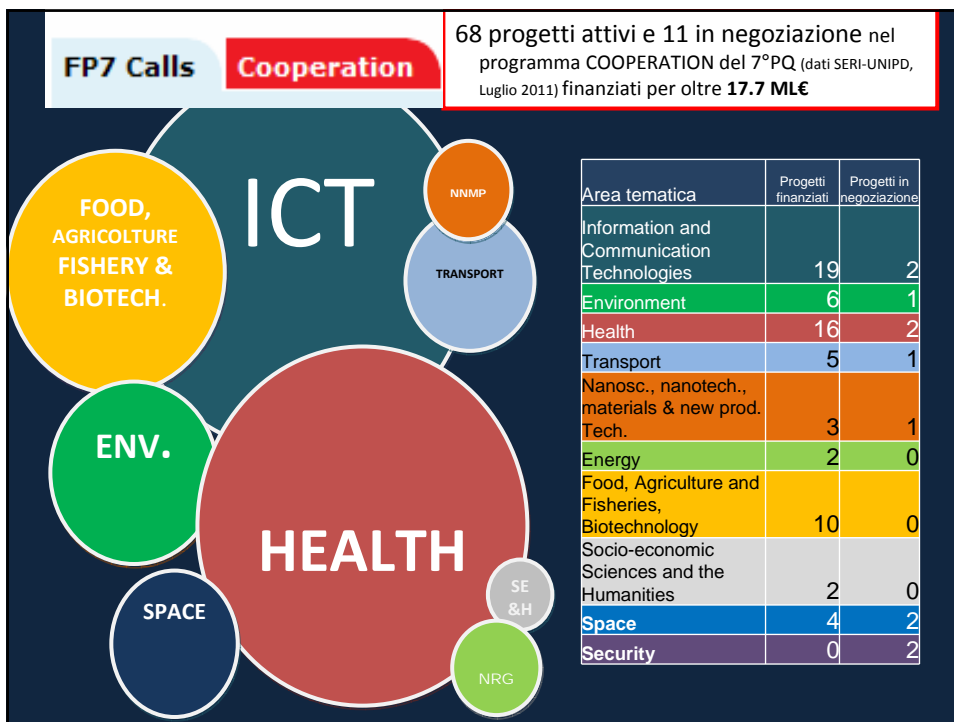 FP7 Calls
Cooperation
68 progetti attivi e 11 in negoziazione nel
programma COOPERATION del 7°PQ (dati SERI-UNIPD,
Luglio 2011) finanziati per oltre 17.7 ML€
ICT
NNMP
FOOD,
AGRICOLTURE
FISHERY &
BIOTECH.
TRANSPORT
ENV.
HEALTH
SPACE
SE
&H
NRG
Area tematica Progetti finanziati Progetti in negoziazione
Information and
Communication
Technologies 19 2
Environment 6 1
Health 16 2
Transport 5 1
Nanosc., nanotech.,
materials & new prod.
Tech. 3 1
Energy 2 0
Food, Agriculture and
Fisheries,
Biotechnology 10 0
Socio-economic
Sciences and the
Humanities 2 0
Space 4 2
Security 0 2